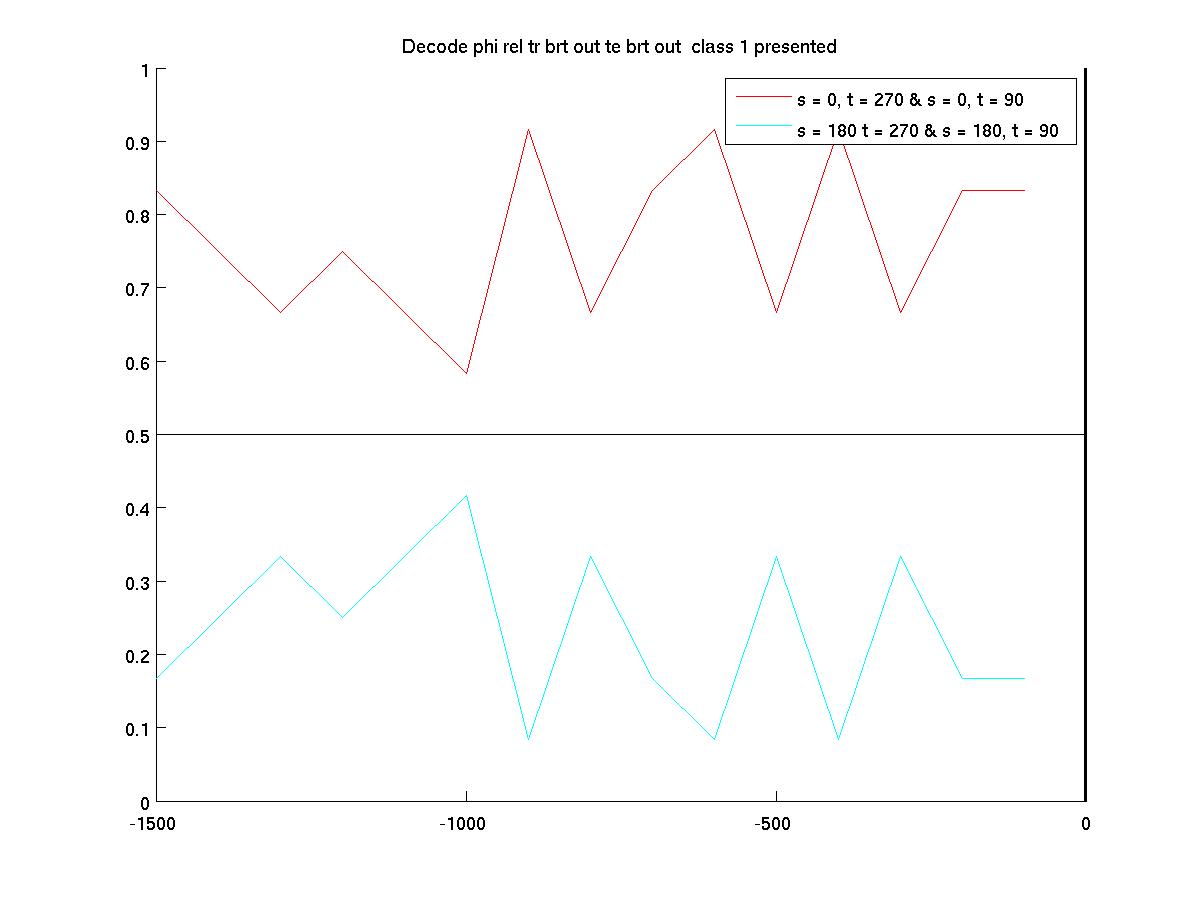 Decode phi rel tr brt out te brt out  class 1 presented
1
s = 0, t = 270 & s = 0, t = 90
s = 180 t = 270 & s = 180, t = 90
0.9
0.8
0.7
0.6
0.5
0.4
0.3
0.2
0.1
0
-1500 -1000 -500 0